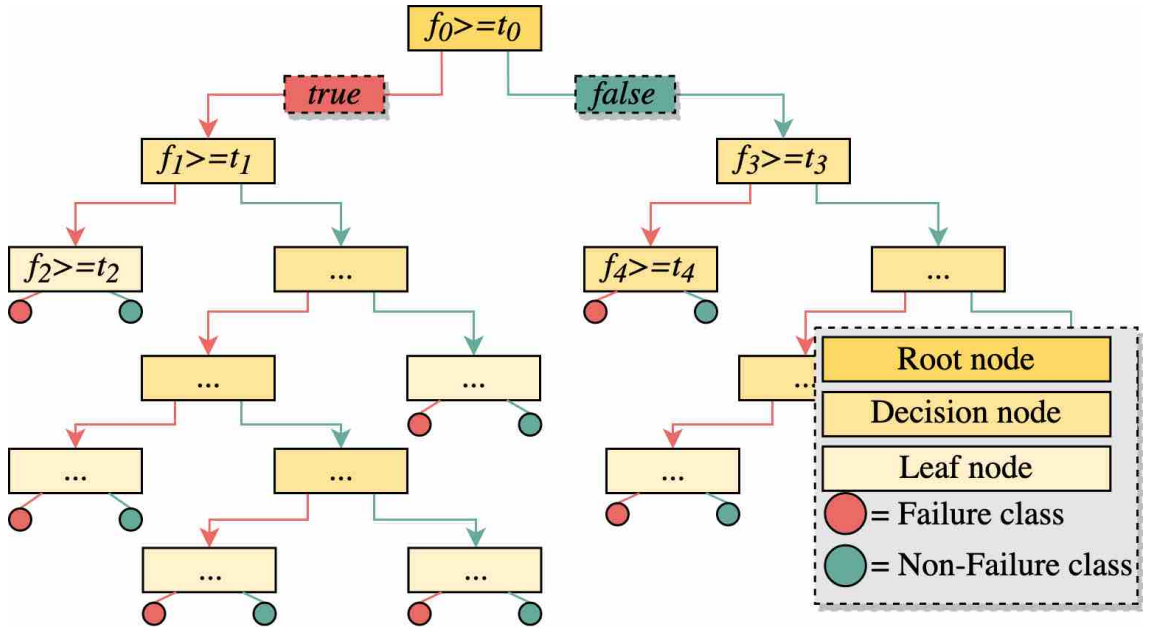 f0>=t0
true
false
f1>=t1
f3>=t3
f2>=t2
...
f4>=t4
...
...
...
...
Root node
Decision node
...
...
...
Leaf node
= Failure class
...
...
= Non-Failure class